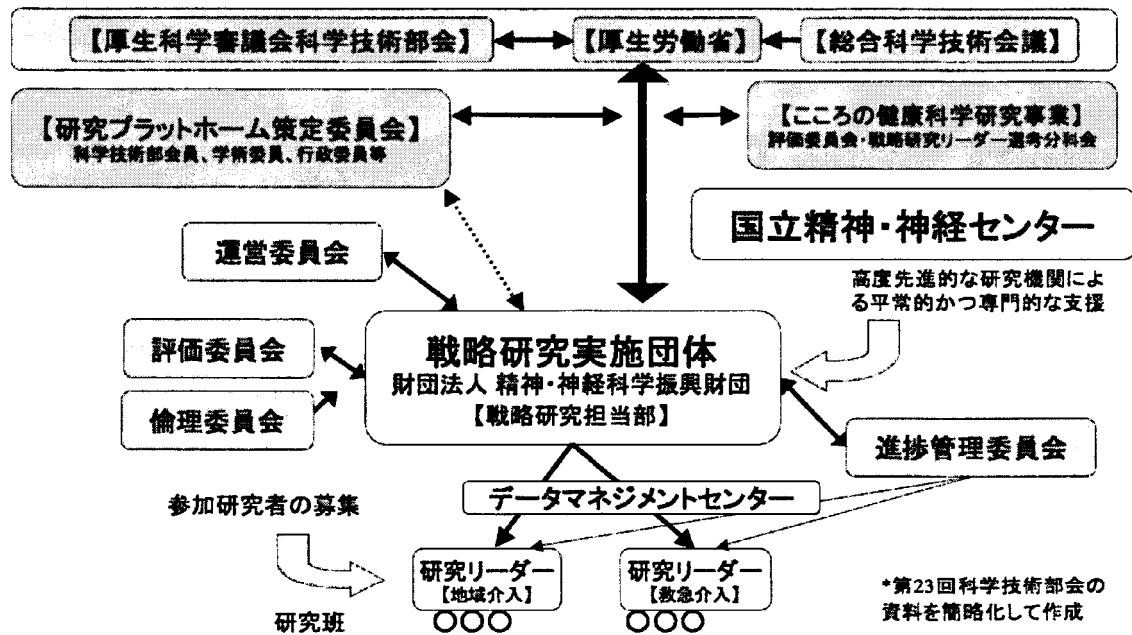 【厚生科学審議会科学技術部会】
【厚生労働省】
【総合科学技術会議】
【研究プラットホーム策定委員会】
科学技術部会員、学術委員、行政委員等
【こころの健康科学研究事業】
評価委員会・戦略研究リーダー選考分科会
国立精神・神経センター
運営委員会
高度先進的な研究機関によ
る平常的かつ専門的な支援
評価委員会
倫理委員会
戦略研究実施団体
財団法人 精神・神経科学振興財団
【戦略研究担当部】
進捗管理委員会
データマネジメントセンター
参加研究者の募集
研究リーダー
【地域介入】
研究リーダー
【救急介入】
研究班
*第23回科学技術部会の
資料を簡略化して作成